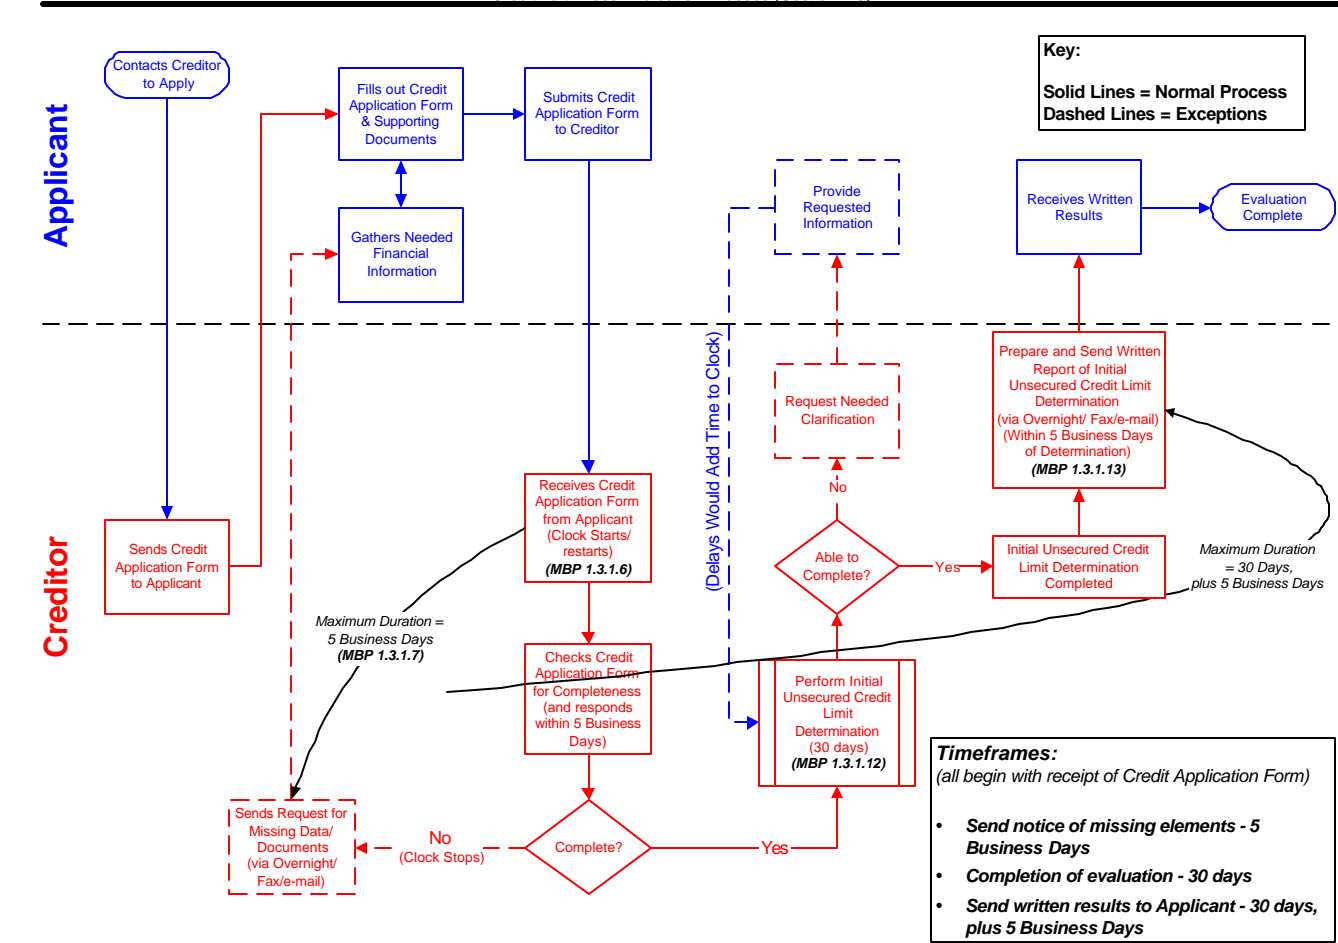 Key:
Solid Lines = Normal Process
Dashed Lines = Exceptions
Applicant
Contacts Creditor
to Apply
Fills out Credit
Application Form
& Supporting
Documents
Submits Credit
Application Form
to Creditor
Gathers Needed
Financial
Information
Provide
Requested
Information
Receives Written
Results
Evaluation
Complete
Creditor
Sends Credit
Application Form
to Applicant
Maximum Duration =
5 Business Days
(MBP 1.3.1.7)
Receives Credit
Application Form
from Applicant
(Clock Starts/
restarts)
(MBP 1.3.1.6)
Checks Credit
Application Form
for Completeness
(and responds
within 5 Business
Days)
Complete?
No
(Clock Stops)
Sends Request for
Missing Data/
Documents
(via Overnight/
Fax/e-mail)
Yes
(Delays Would Add Time to Clock)
Perform Initial
Unsecured Credit
Limit
Determination
(30 days)
(MBP 1.3.1.12)
Able to
Complete?
No
Request Needed
Clarification
Yes
Initial Unsecured Credit
Limit Determination
Completed
Prepare and Send Written
Report of Initial
Unsecured Credit Limit
Determination
(via Overnight/ Fax/e-mail)
(Within 5 Business Days
of Determination)
(MBP 1.3.1.13)
Maximum Duration
= 30 Days,
plus 5 Business Days
Timeframes:
(all begin with receipt of Credit Application Form)
• Send notice of missing elements - 5
Business Days
• Completion of evaluation - 30 days
• Send written results to Applicant - 30 days,
plus 5 Business Days